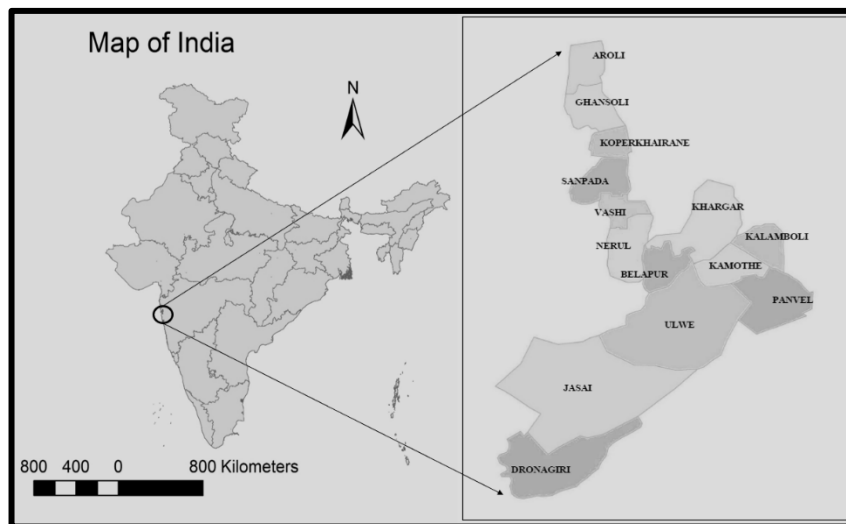 Map of India
N
800 400 0 800 Kilometers
AROLI
GHANSOLI
KOPERKHAIRANE
SANPADA
VASHI
KHARGAR
NERUL
KALAMBOLI
BELAPUR
KAMOTHE
PANVEL
ULWE
JASAI
DRONAGIRI